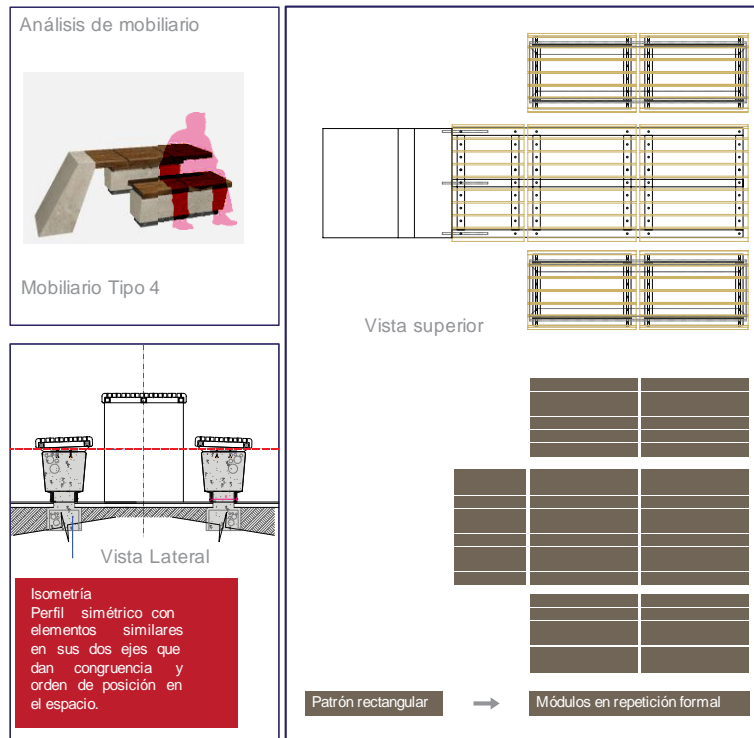 Análisis de mobiliario
Mobiliario Tipo 4
Vista superior
Vista Lateral
Isometría
Perfil simétrico con
elementos similares
en sus dos ejes que
dan congruencia y
orden de posición en
el espacio.
Patrón rectangular
Módulos en repetición formal